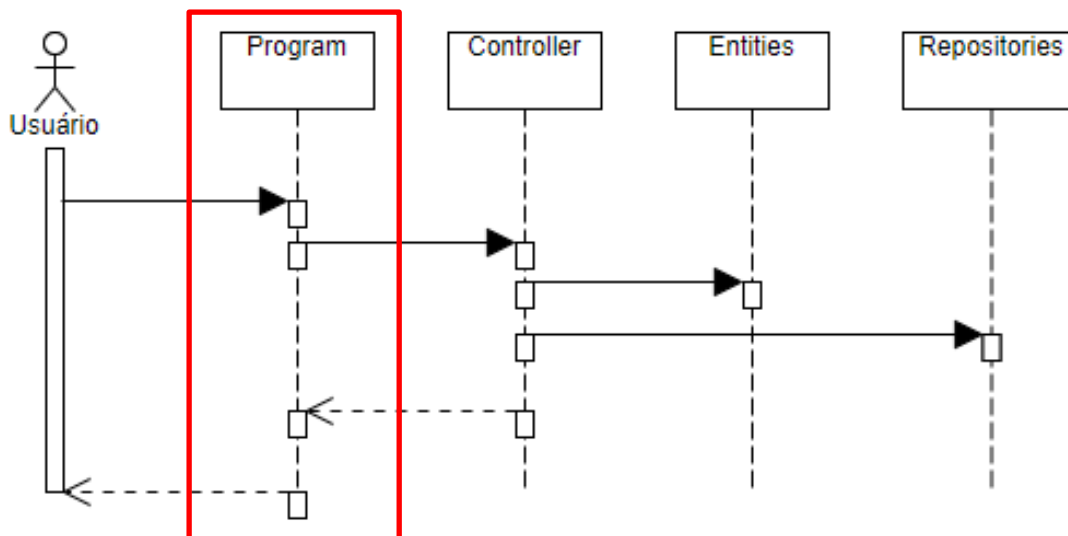 Program
Controller
Entities
Repositories
Usuário